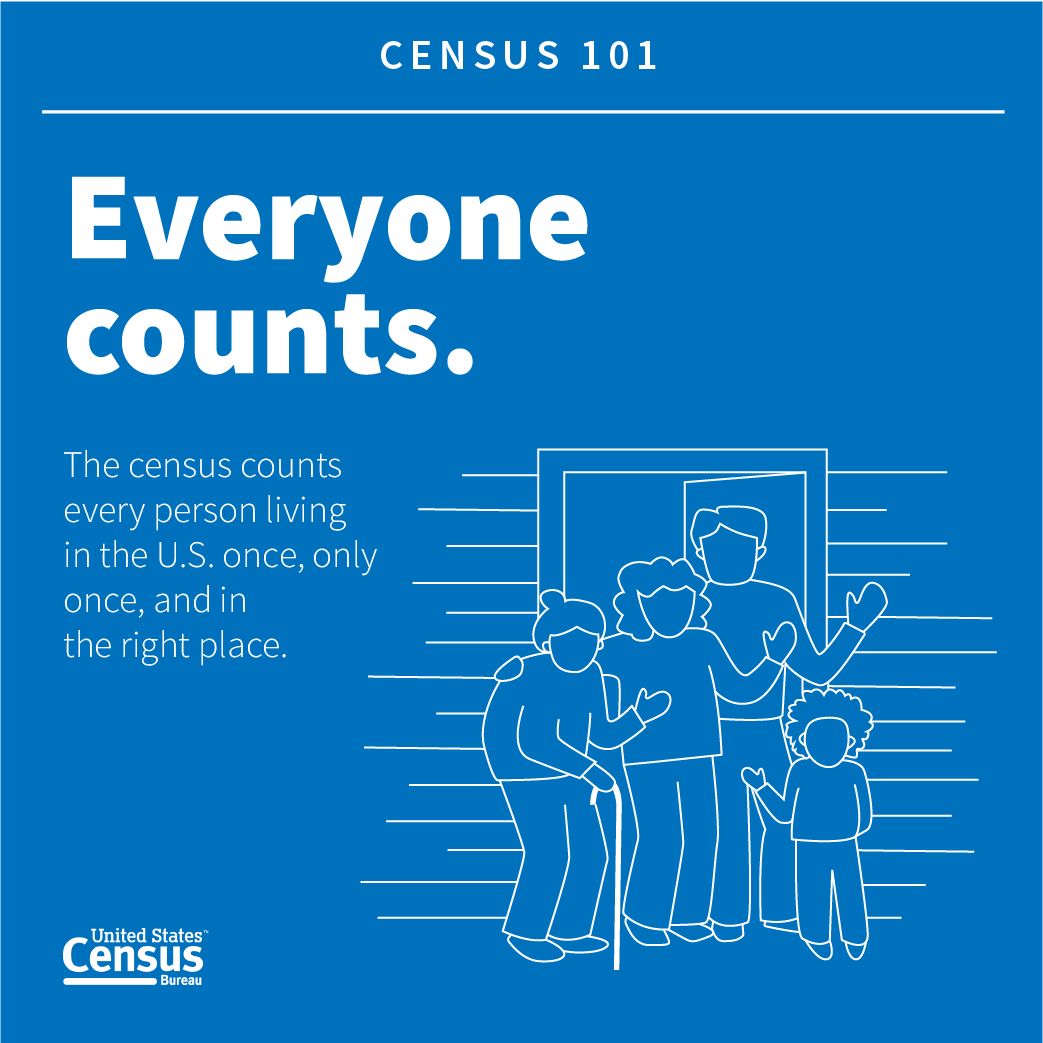 CENSUS 101
Everyone
counts.
The census counts
every person living
in the U.S. once, only
once, and in
the right place.
United States™
Census
Bureau